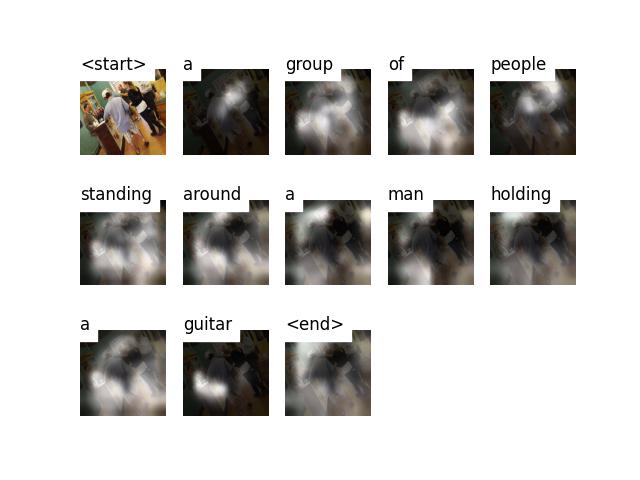 <start> a group of people
standing around a man holding
a guitar <end>